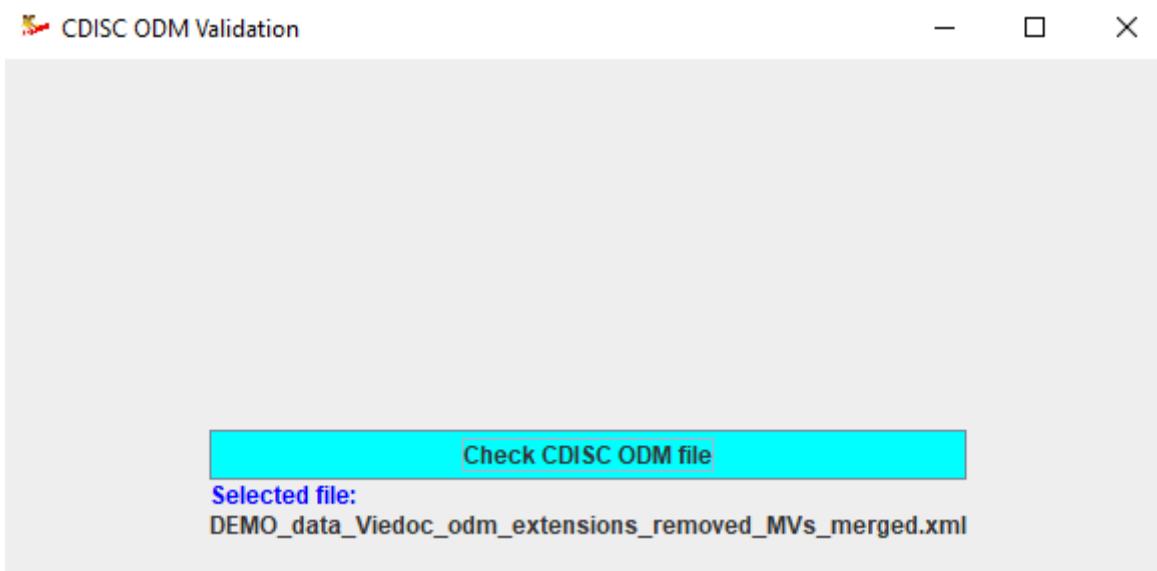 CDISC ODM Validation
Check CDISC ODM file
Selected file:
DEMO_data_Viedoc_odm_extensions_removed_MVs_merged.xml